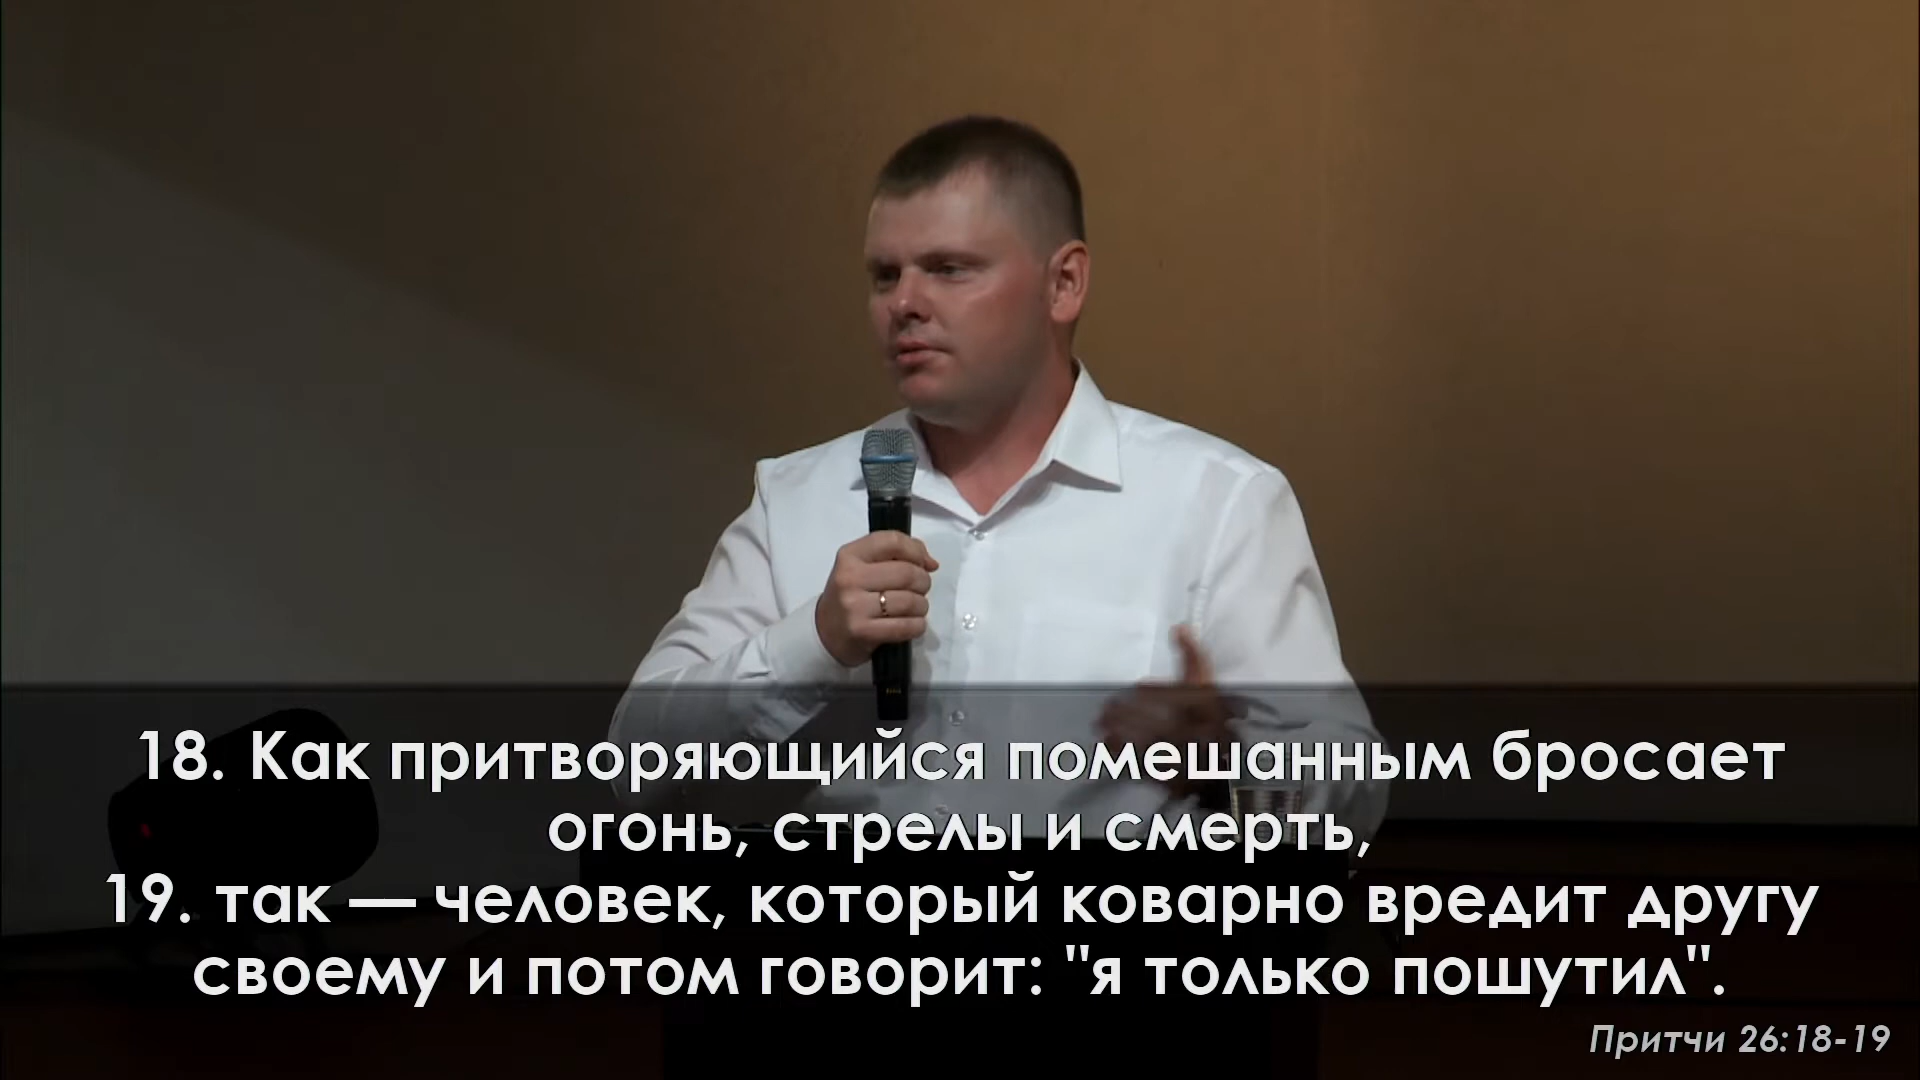 18. Как притворяющийся помешанным бросает
огонь, стрелы и смерть,
19. так — человек, который коварно вредит другу
своему и потом говорит: "я только пошутил".
Притчи 26:18-19